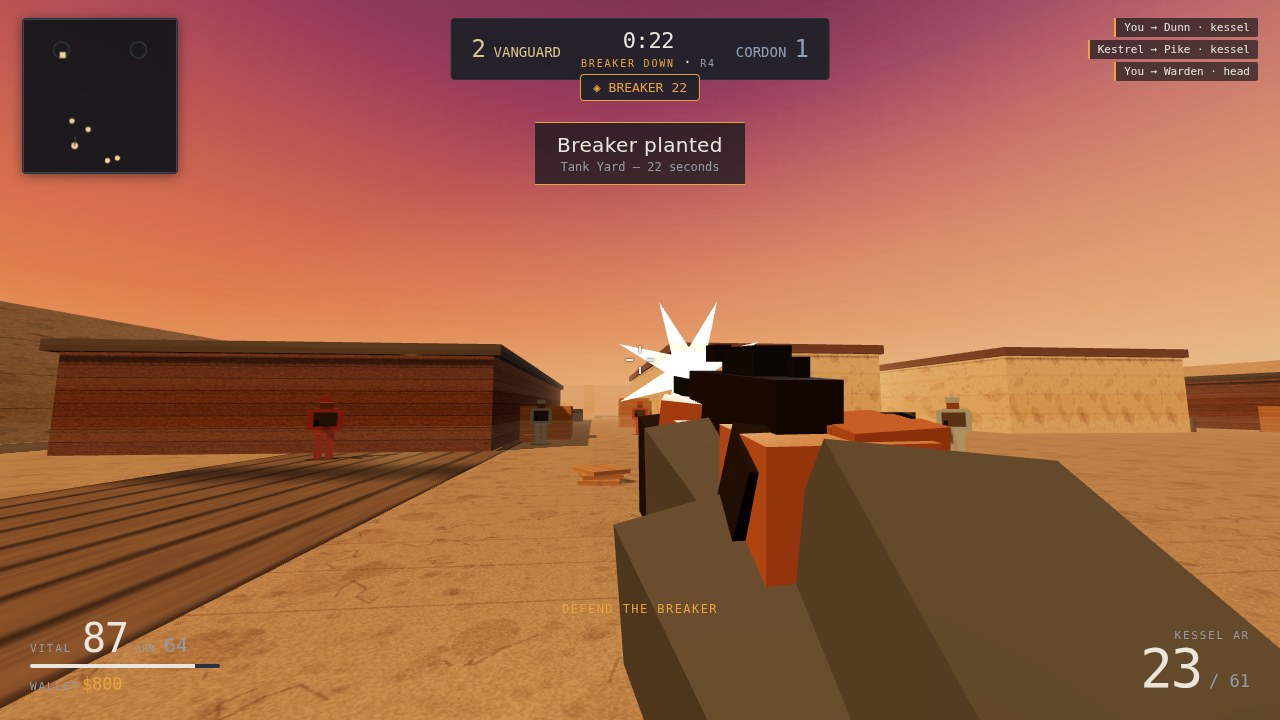 2 VANGUARD
0:22
BREAKER DOWN · R4
CORDON 1
◈ BREAKER 22
Breaker planted
Tank Yard — 22 seconds
You → Dunn · kessel
Kestrel → Pike · kessel
You → Warden · head
DEFEND THE BREAKER
VITAL 87 64
WALLET $800
KESSEL AR
23 / 61